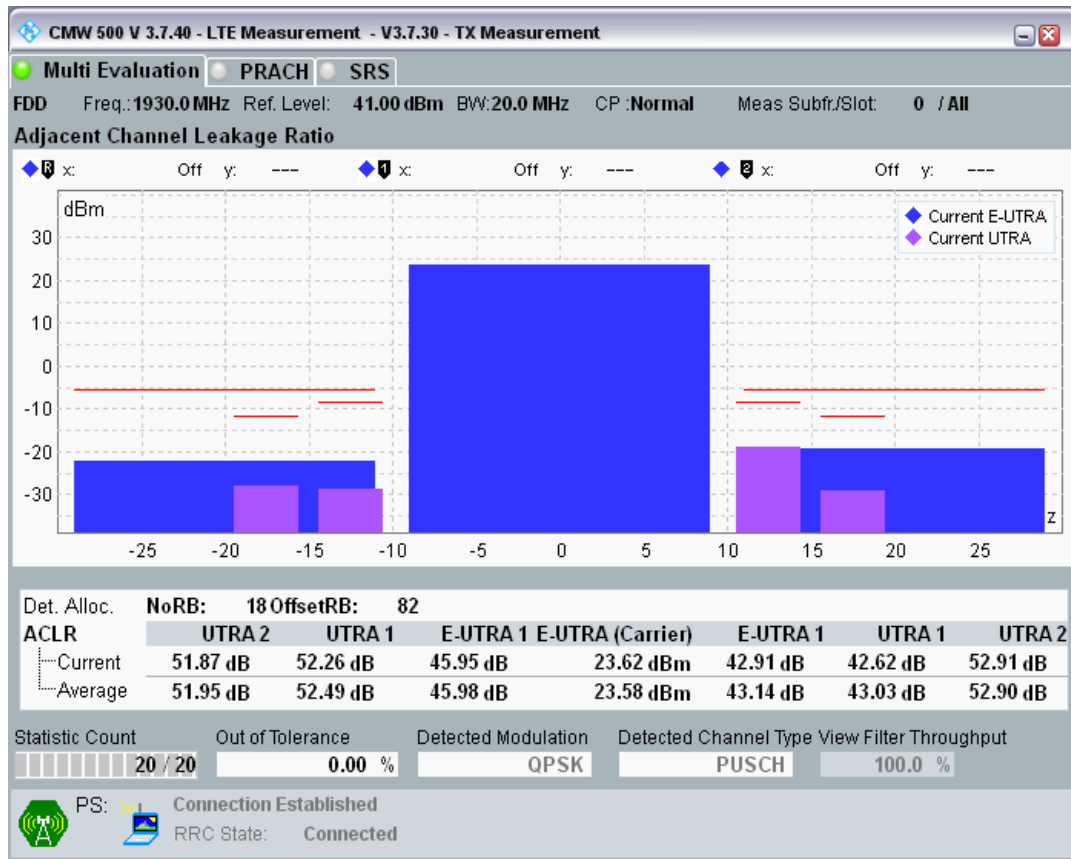 CMW 500 V 3.7.40 - LTE Measurement - V3.7.30 - TX Measurement
Multi Evaluation PRACH SRS
FDD Freq.: 1930.0 MHz Ref. Level: 41.00 dBm BW: 20.0 MHz CP : Normal Meas Subfr./Slot: 0 / All
Adjacent Channel Leakage Ratio
R x: Off y: --- 1 x: Off y: --- 2 x: Off y: ---
dBm
Current E-UTRA
Current UTRA
30
20
10
0
-10
-20
-30
z
-25 -20 -15 -10 -5 0 5 10 15 20 25
Det. Alloc. NoRB: 18 OffsetRB: 82
ACLR UTRA 2 UTRA 1 E-UTRA 1 E-UTRA (Carrier) E-UTRA 1 UTRA 1 UTRA 2
Current 51.87 dB 52.26 dB 45.95 dB 23.62 dBm 42.91 dB 42.62 dB 52.91 dB
Average 51.95 dB 52.49 dB 45.98 dB 23.58 dBm 43.14 dB 43.03 dB 52.90 dB
Statistic Count Out of Tolerance Detected Modulation Detected Channel Type View Filter Throughput
20 / 20 0.00 % QPSK PUSCH 100.0 %
PS: Connection Established
RRC State: Connected